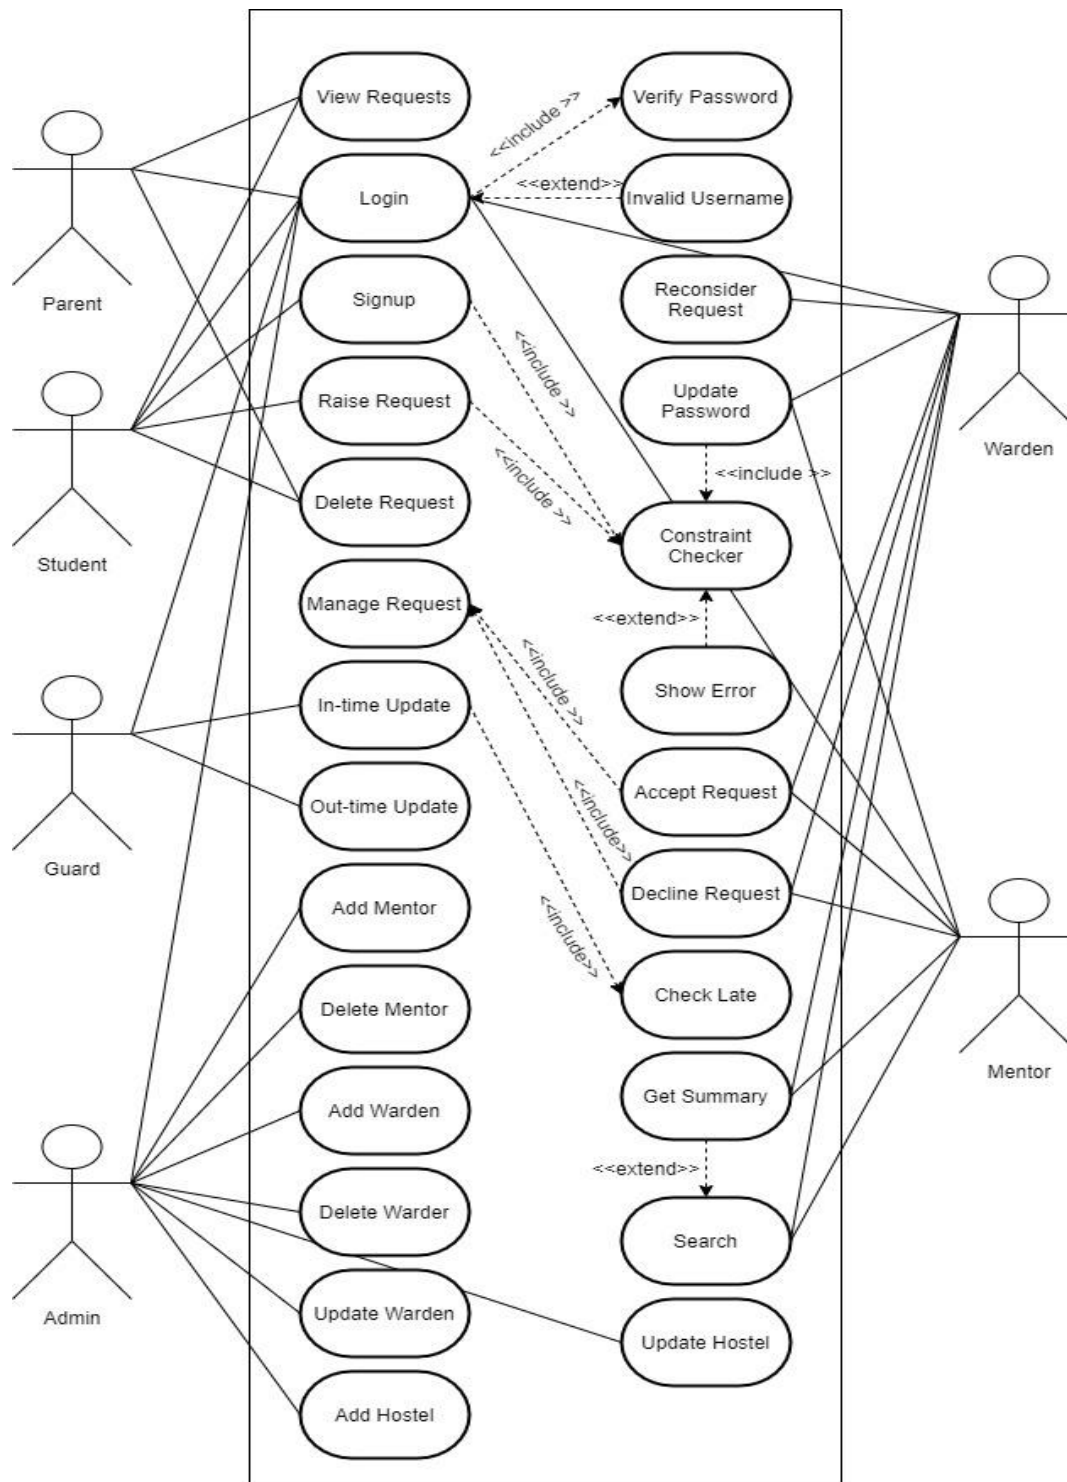 View Requests
Verify Password
<<include >>
Login
<<extend>>
Invalid Username
Parent
Signup
Reconsider
Request
<<include >>
Raise Request
Update
Password
Warden
<<include >>
<<include >>
Student
Delete Request
Constraint
Checker
Manage Request
<<extend>>
<<include >>
In-time Update
Show Error
Out-time Update
Accept Request
<<include>>
Guard
Add Mentor
Decline Request
<<include>>
Delete Mentor
Check Late
Mentor
Add Warden
Get Summary
<<extend>>
Delete Warder
Search
Admin
Update Warden
Update Hostel
Add Hostel